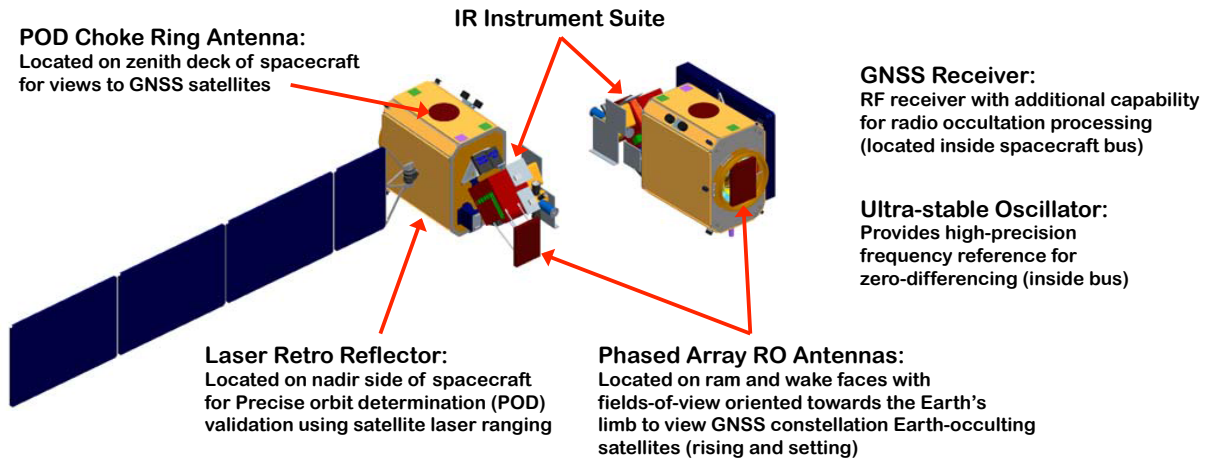 IR Instrument Suite
POD Choke Ring Antenna:
Located on zenith deck of spacecraft
for views to GNSS satellites
GNSS Receiver:
RF receiver with additional capability
for radio occultation processing
(located inside spacecraft bus)
Ultra-stable Oscillator:
Provides high-precision
frequency reference for
zero-differencing (inside bus)
Laser Retro Reflector:
Located on nadir side of spacecraft
for Precise orbit determination (POD)
validation using satellite laser ranging
Phased Array RO Antennas:
Located on ram and wake faces with
fields-of-view oriented towards the Earth's
limb to view GNSS constellation Earth-occulting
satellites (rising and setting)